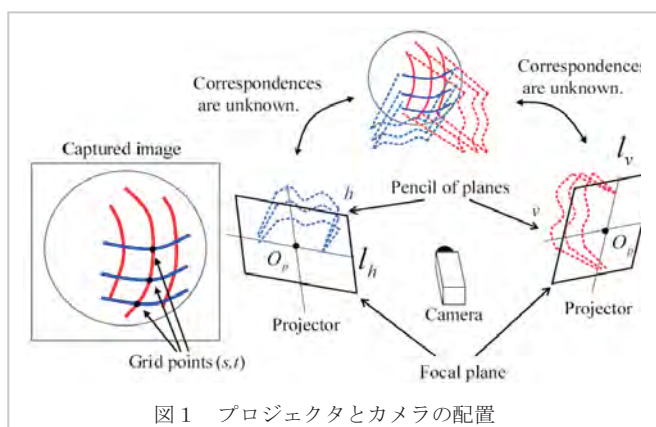 Correspondences
are unknown.
Correspondences
are unknown.
Captured image
h
Pencil of planes
v
l_v
O_p
l_h
O_p
Projector
Camera
Projector
Grid points (s,t)
Focal plane
図1 プロジェクタとカメラの配置